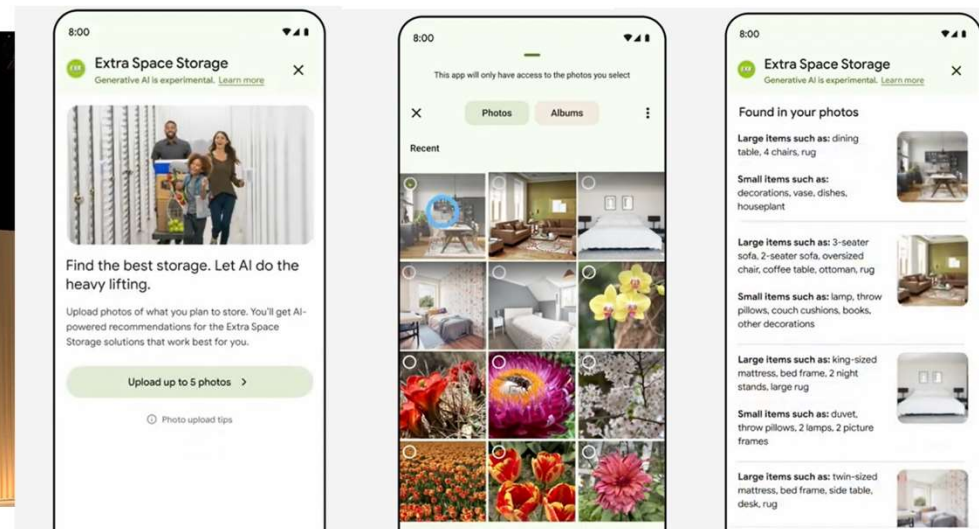 8:00
Extra Space Storage
Generative AI is experimental. Learn more
Find the best storage. Let AI do the
heavy lifting.
Upload photos of what you plan to store. You'll get AI-
powered recommendations for the Extra Space
Storage solutions that work best for you.
Upload up to 5 photos
Photo upload tips
8:00
This app will only have access to the photos you select
Photos
Albums
Recent
8:00
Extra Space Storage
Generative AI is experimental. Learn more
Found in your photos
Large items such as: dining
table, 4 chairs, rug
Small items such as:
decorations, vase, dishes,
houseplant
Large items such as: 3-seater
sofa, 2-seater sofa, oversized
chair, coffee table, ottoman, rug
Small items such as: lamp, throw
pillows, couch cushions, books,
other decorations
Large items such as: king-sized
mattress, bed frame, 2 night
stands, large rug
Small items such as: duvet,
throw pillows, 2 lamps, 2 picture
frames
Large items such as: twin-sized
mattress, bed frame, side table,
desk, rug